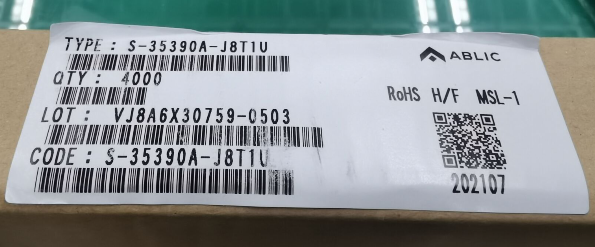 TYPE : S-35390A-J8T1U
ABLIC
QTY : 4000
RoHS H/F MSL-1
LOT : VJ8A6X30759-0503
CODE : S-35390A-J8T1U
202107